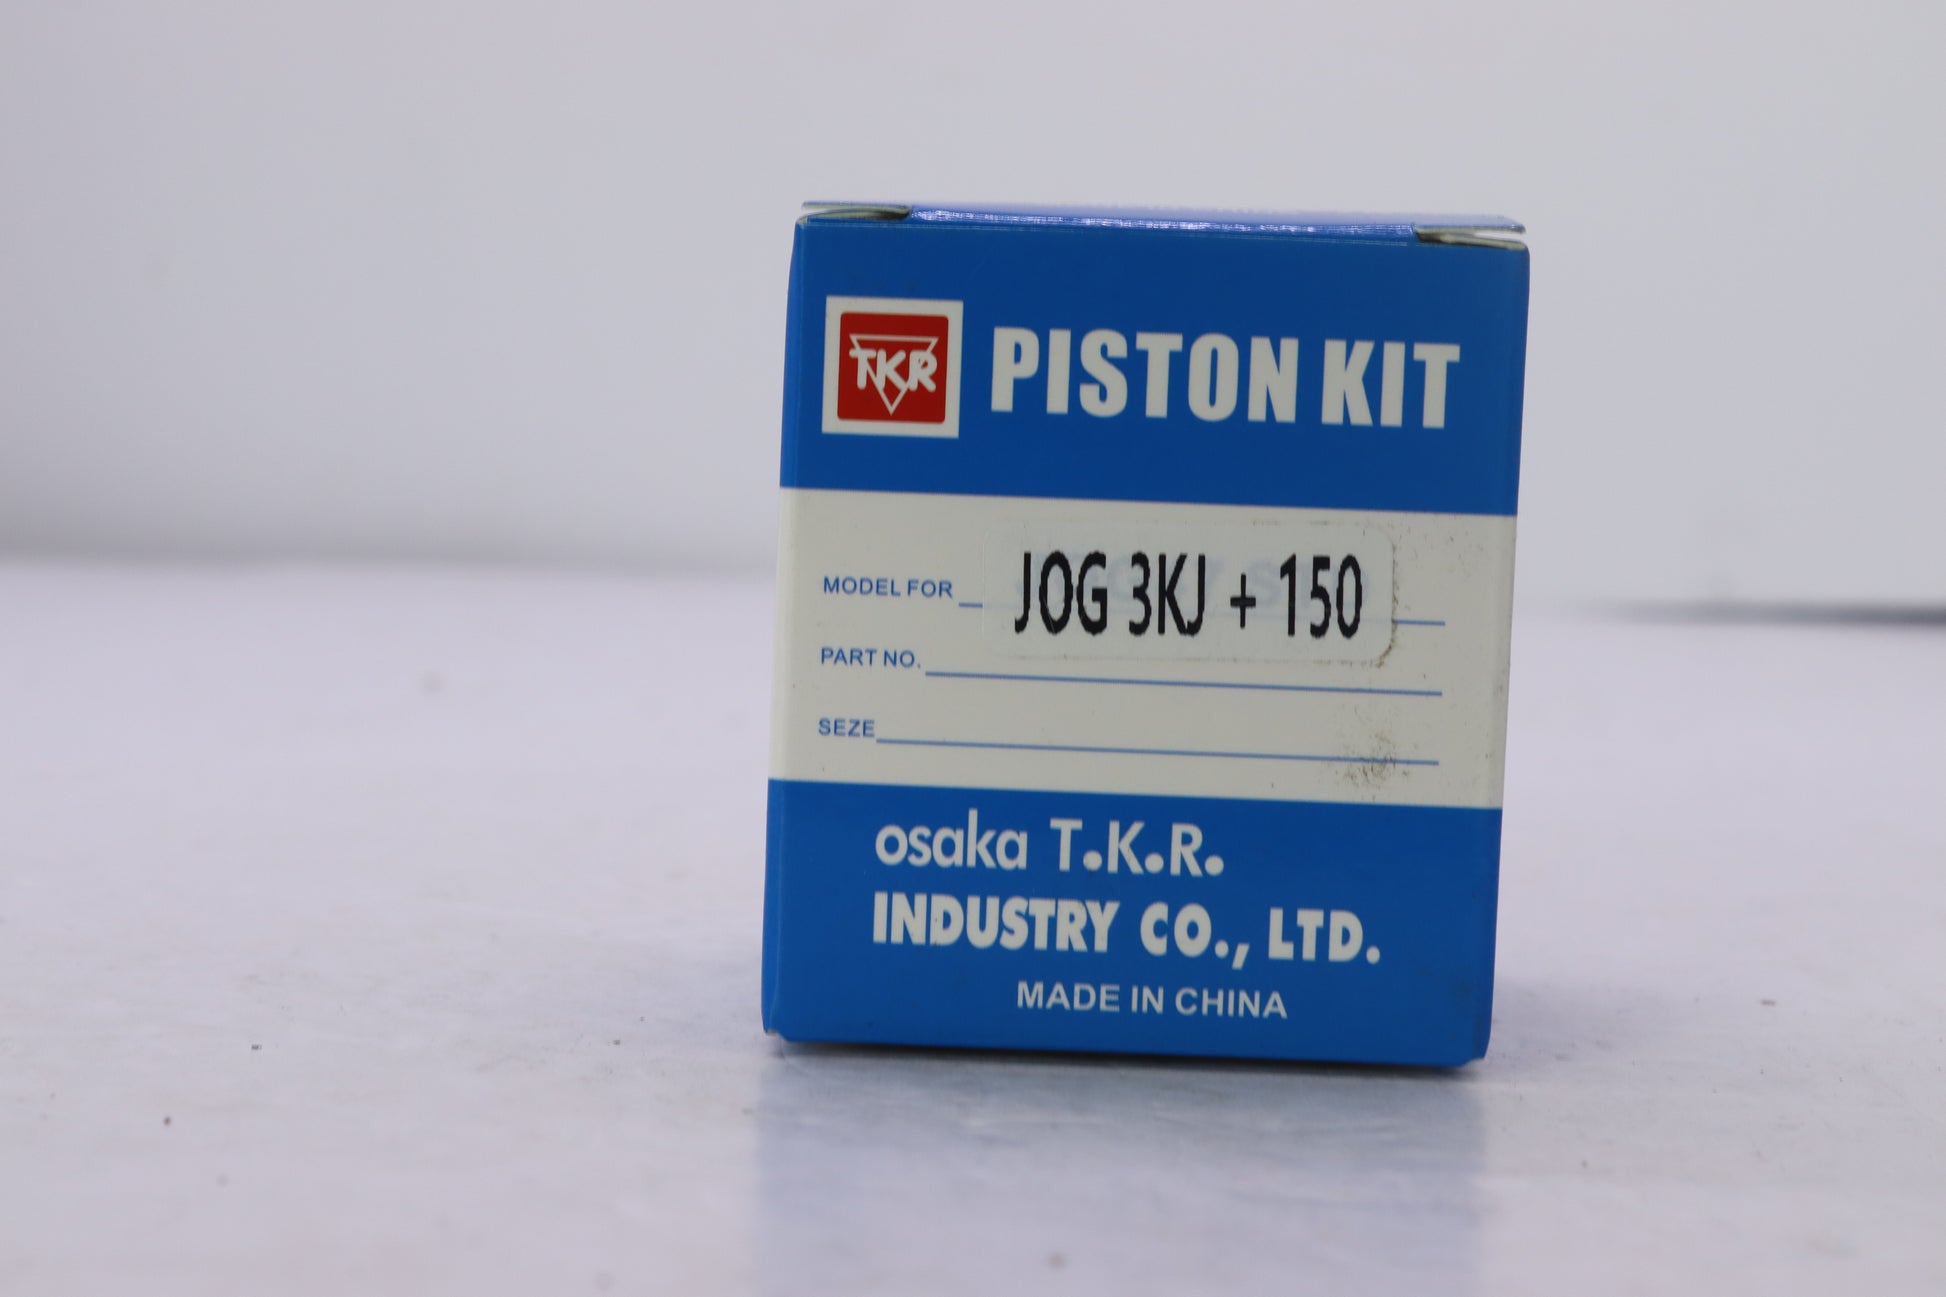 TKR
PISTON KIT
MODEL FOR JOG 3KJ + 150
PART NO.
SEZE
osaka T.K.R.
INDUSTRY CO., LTD.
MADE IN CHINA